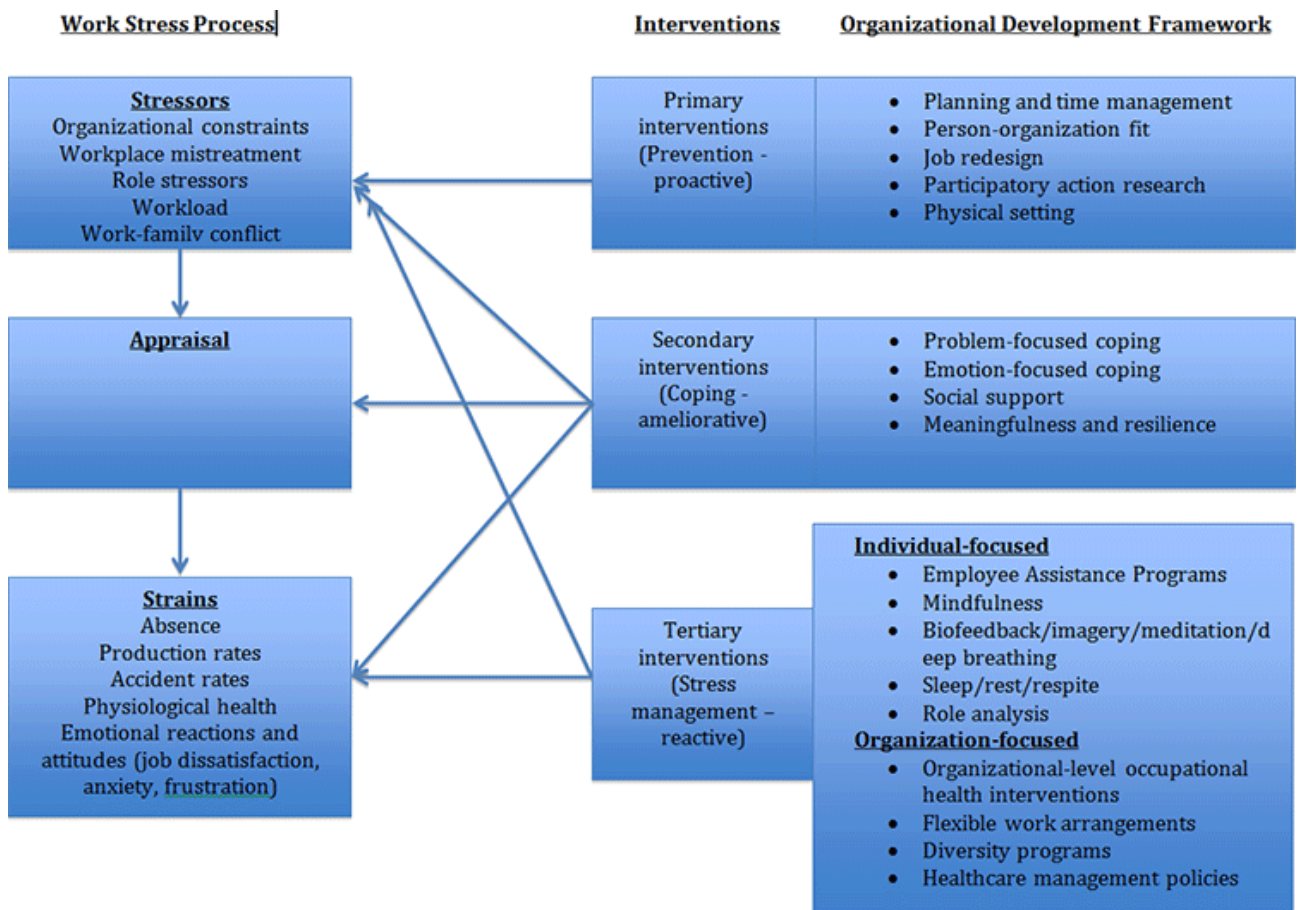 Work Stress Process
Interventions
Organizational Development Framework
Stressors
Organizational constraints
Workplace mistreatment
Role stressors
Workload
Work-family conflict
Primary
interventions
(Prevention -
proactive)
• Planning and time management
• Person-organization fit
• Job redesign
• Participatory action research
• Physical setting
Appraisal
Secondary
interventions
(Coping -
ameliorative)
• Problem-focused coping
• Emotion-focused coping
• Social support
• Meaningfulness and resilience
Strains
Absence
Production rates
Accident rates
Physiological health
Emotional reactions and
attitudes (job dissatisfaction,
anxiety, frustration)
Tertiary
interventions
(Stress
management –
reactive)
Individual-focused
• Employee Assistance Programs
• Mindfulness
• Biofeedback/imagery/meditation/d
eep breathing
• Sleep/rest/respite
• Role analysis
Organization-focused
• Organizational-level occupational
health interventions
• Flexible work arrangements
• Diversity programs
• Healthcare management policies